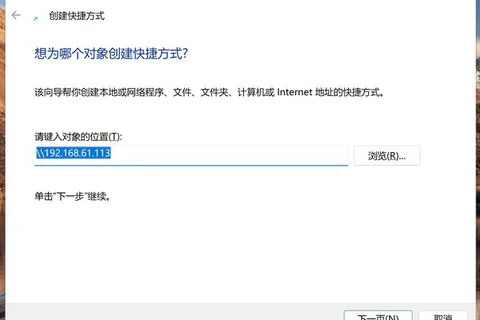 创建快捷方式
想为哪个对象创建快捷方式?
该向导帮你创建本地或网络程序、文件、文件夹、计算机或 Internet 地址的快捷方式。
请键入对象的位置(T):
\\192.168.61.113
浏览(R)...
单击"下一步"继续。
下一页(N)
取消